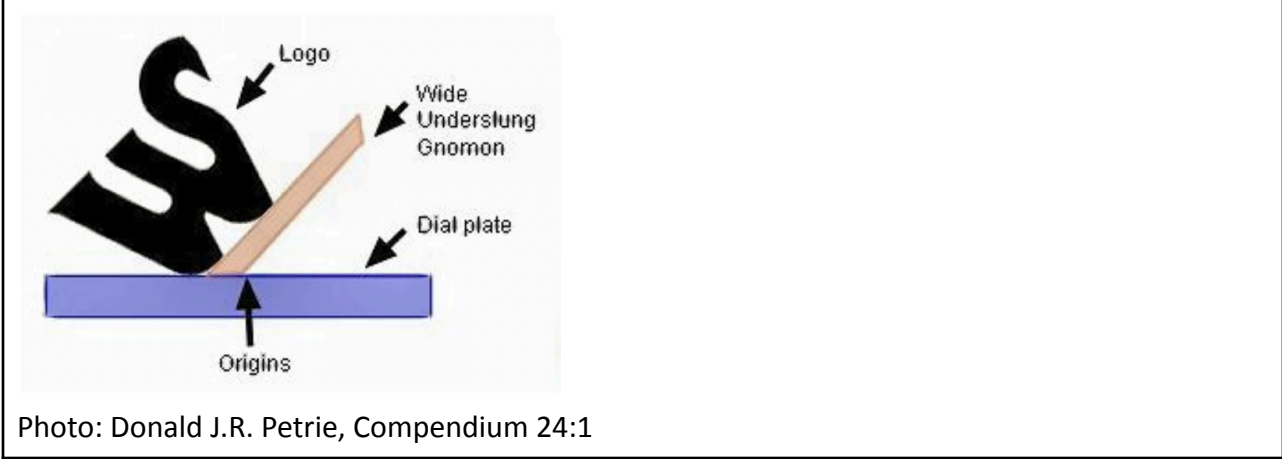 Logo
Wide
Underslung
Gnomon
Dial plate
Origins
Photo: Donald J.R. Petrie, Compendium 24:1